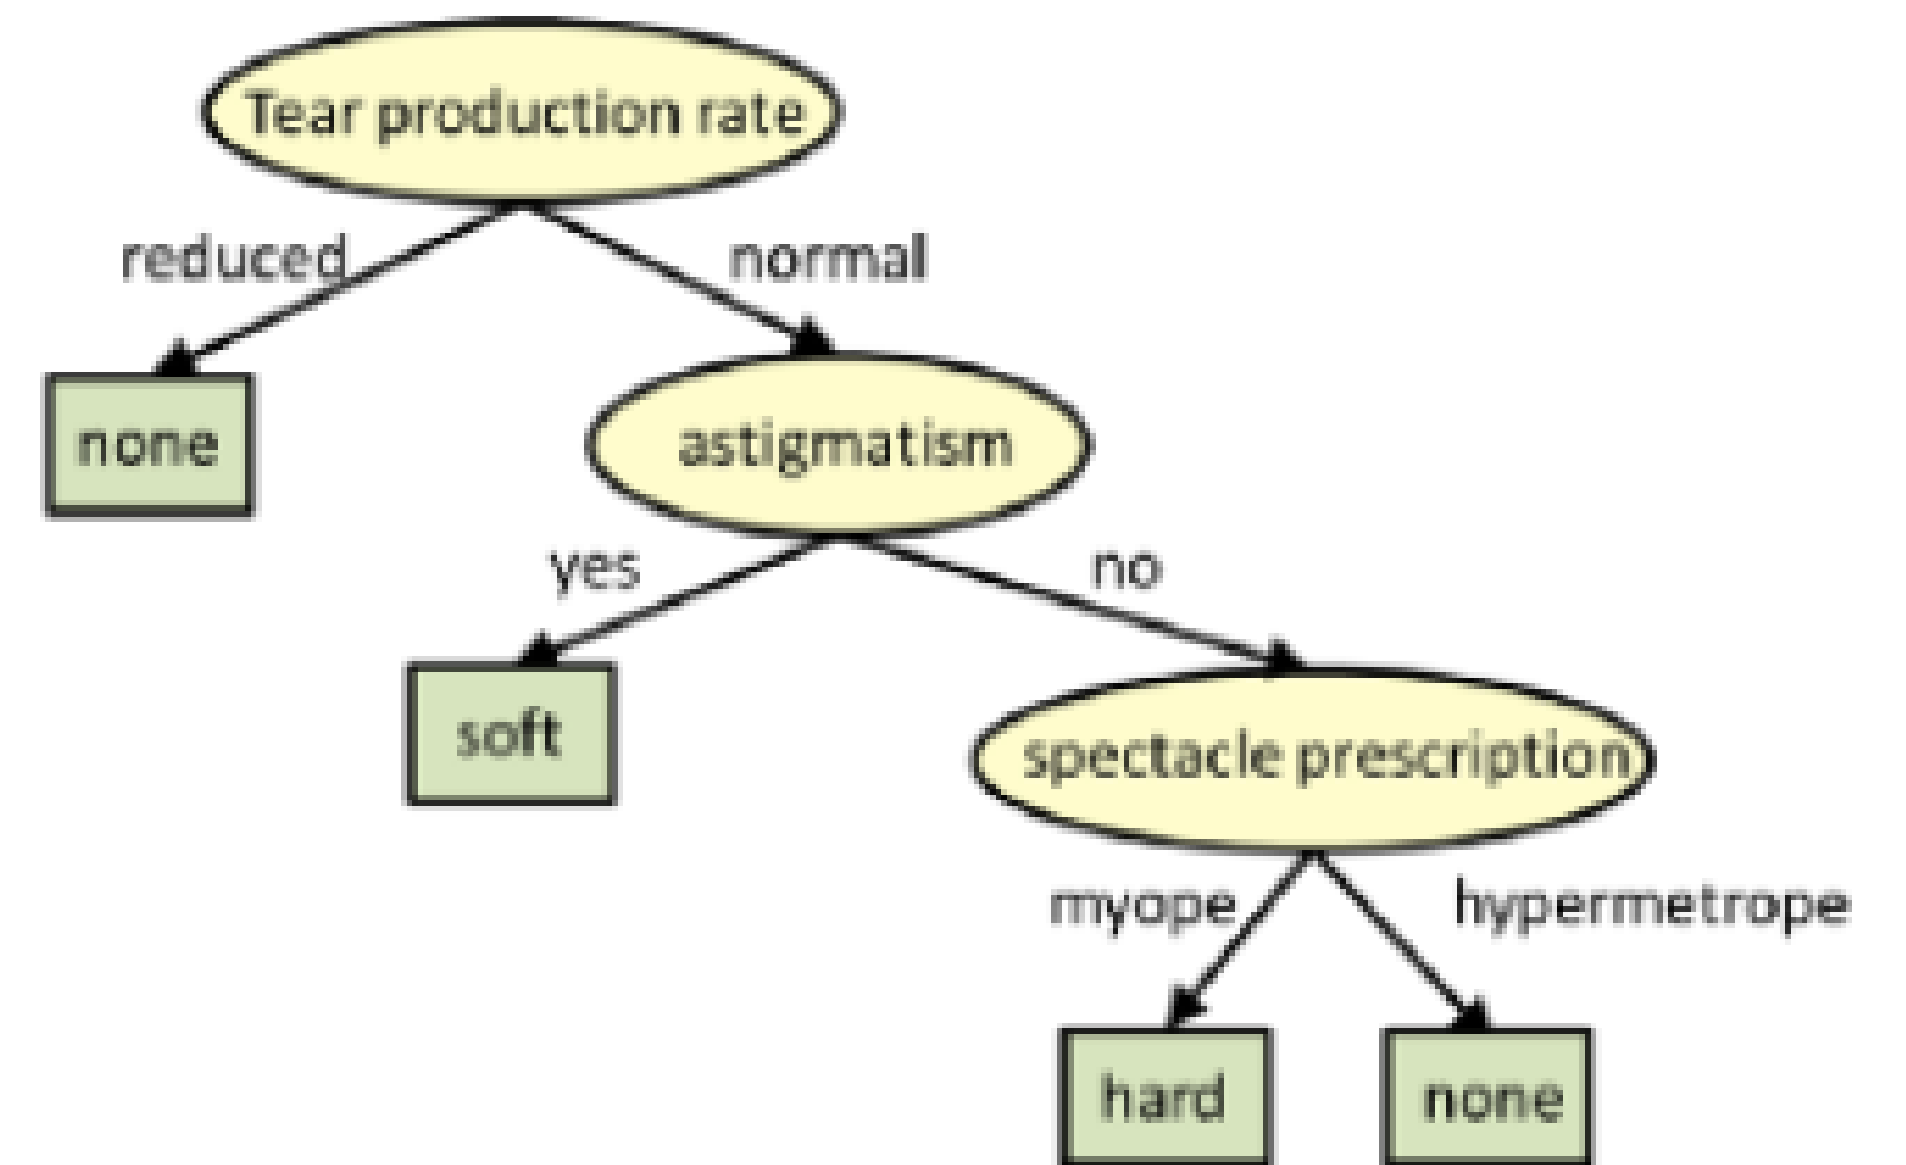 Tear production rate
reduced
normal
none
astigmatism
yes
no
soft
spectacle prescription
myope
hypermetrope
hard
none